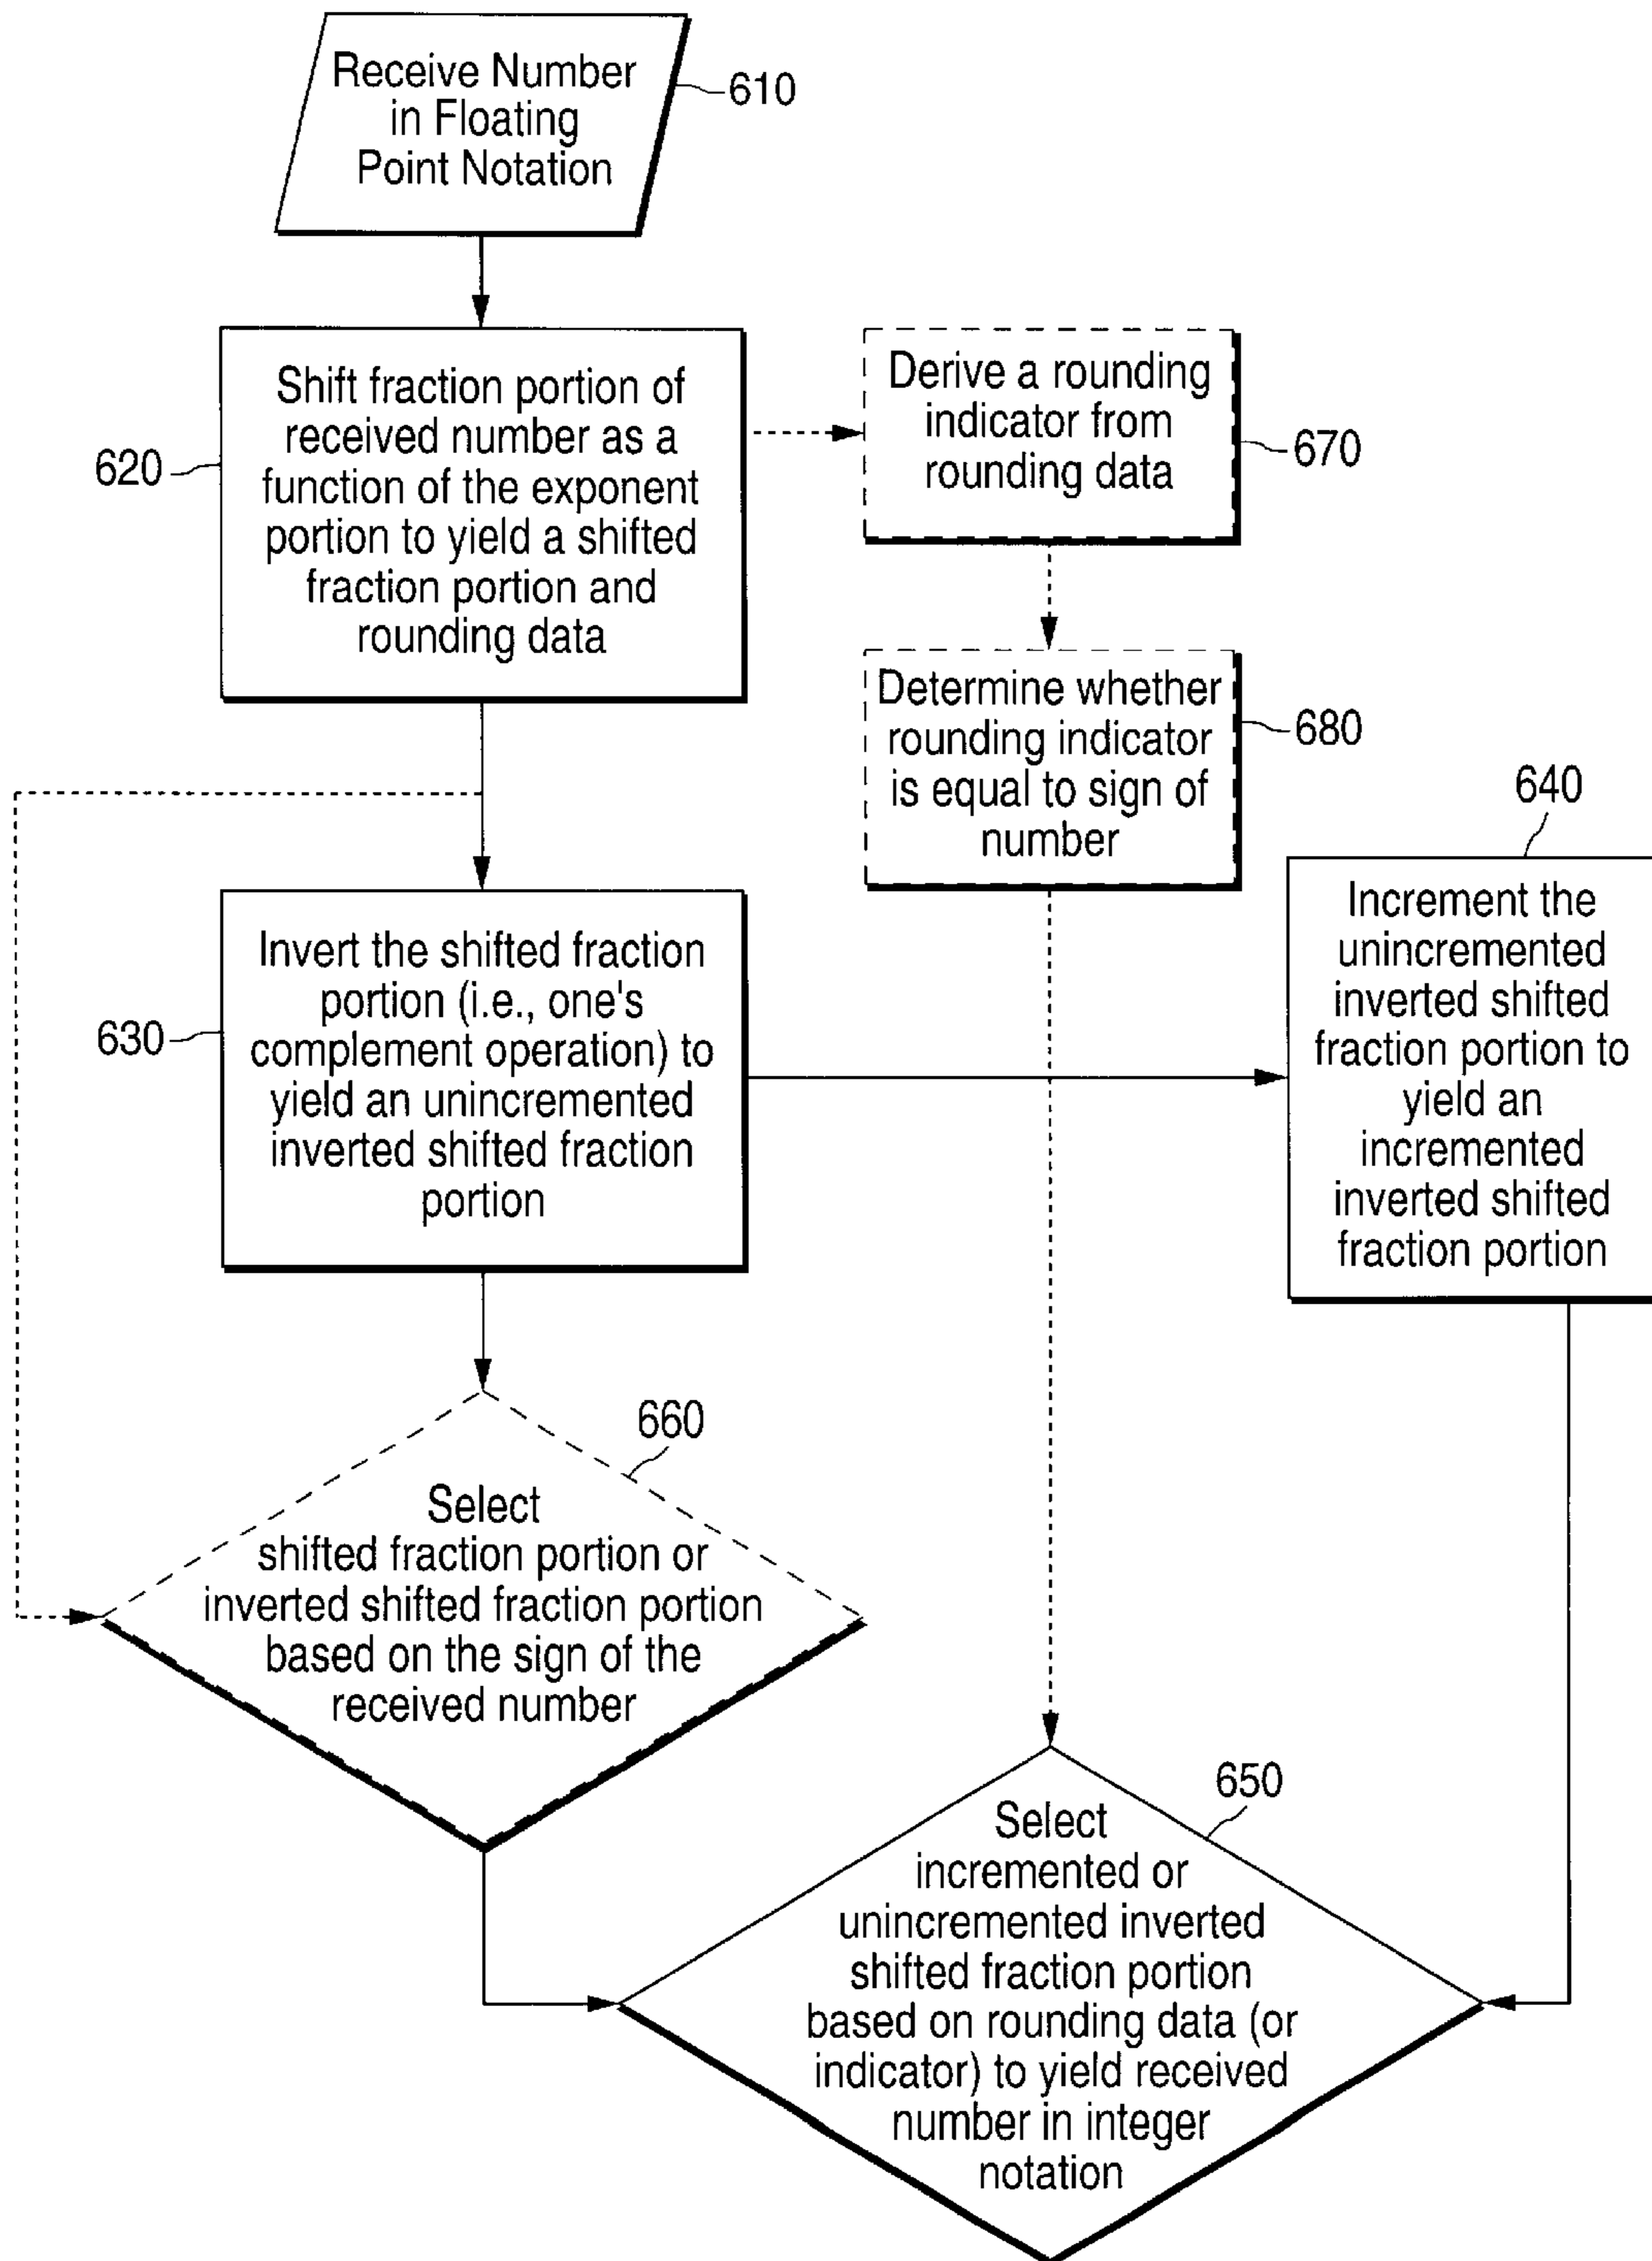 Receive Number
in Floating
Point Notation
610
Shift fraction portion of
received number as a
function of the exponent
portion to yield a shifted
fraction portion and
rounding data
620
Derive a rounding
indicator from
rounding data
670
Determine whether
rounding indicator
is equal to sign of
number
680
640
Increment the
unincremented
inverted shifted
fraction portion to
yield an
incremented
inverted shifted
fraction portion
Invert the shifted fraction
portion (i.e., one's
complement operation) to
yield an unincremented
inverted shifted fraction
portion
630
660
Select
shifted fraction portion or
inverted shifted fraction portion
based on the sign of the
received number
650
Select
incremented or
unincremented inverted
shifted fraction portion
based on rounding data (or
indicator) to yield received
number in integer
notation